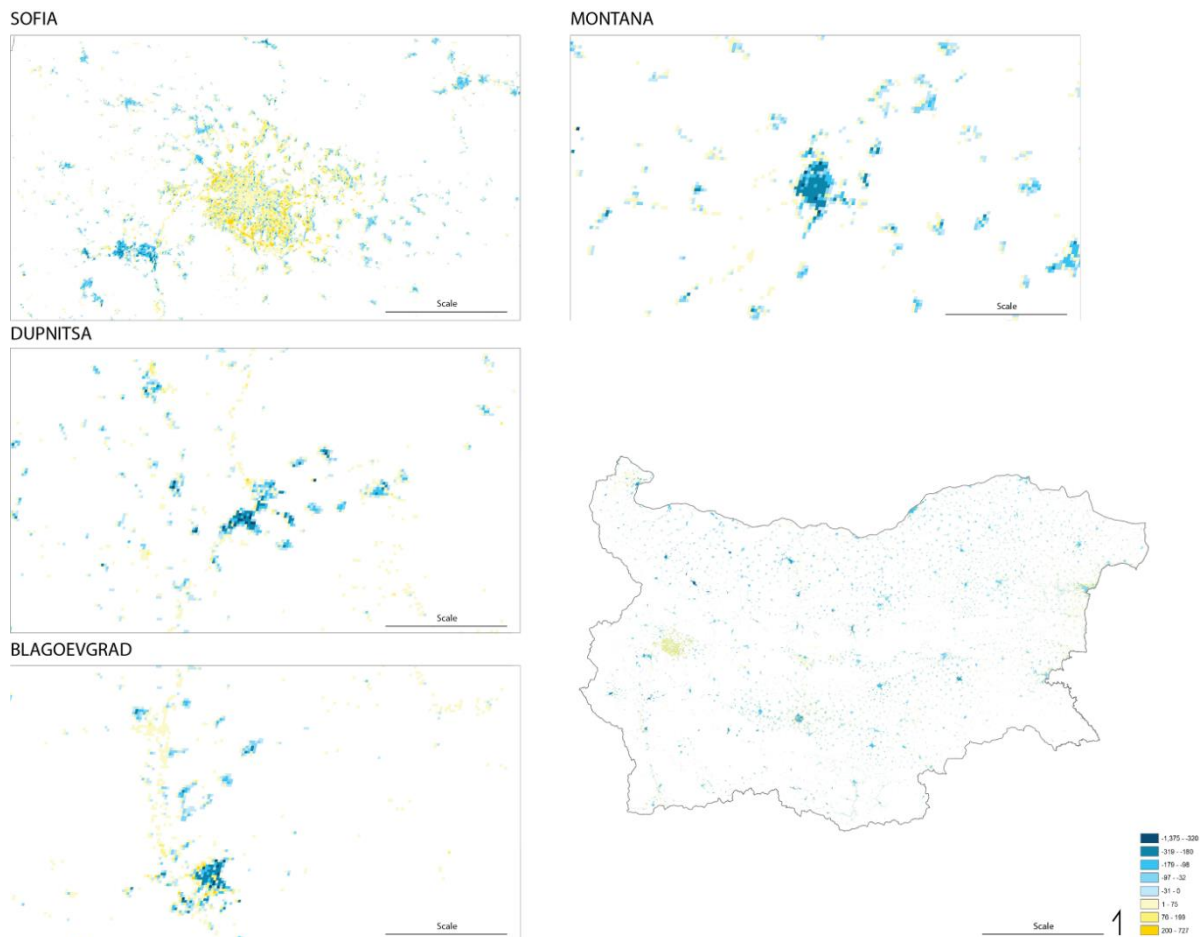 SOFIA
MONTANA
Scale
Scale
DUPNITSA
Scale
BLAGOEVGRAD
Scale
-1,375 - -320
-319 - -180
-179 - -98
-97 - -32
-31 - 0
1 - 75
76 - 199
200 - 727
Scale